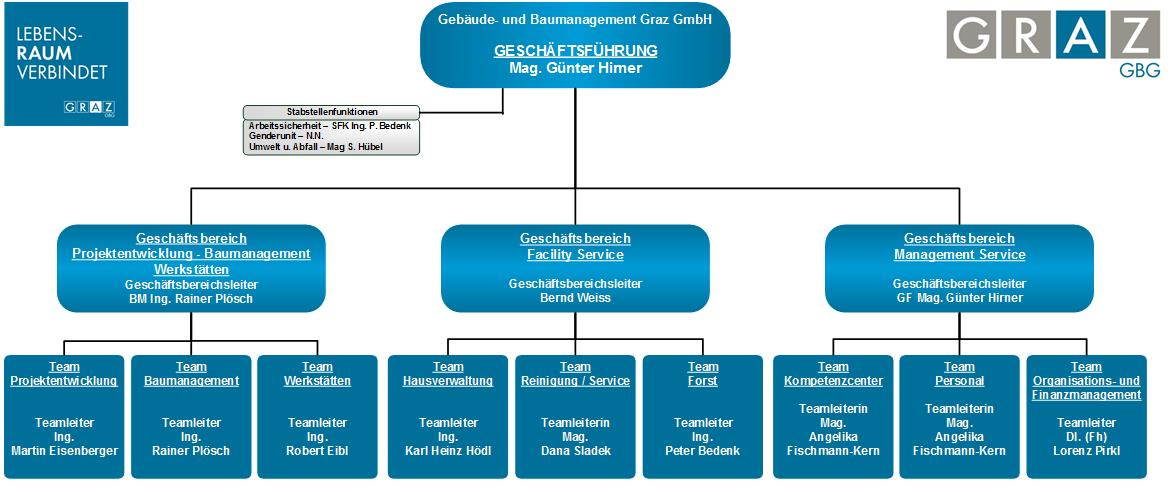 LEBENS-
RAUM
VERBINDET
GRAZ
GBG
Gebäude- und Baumanagement Graz GmbH
GESCHÄFTSFÜHRUNG
Mag. Günter Hirner
GRAZ
GBG
Stabstellenfunktionen
Arbeitssicherheit – SFK Ing. P. Bedenk
Genderunit – N.N.
Umwelt u. Abfall – Mag S. Hübel
Geschäftsbereich
Projektentwicklung - Baumanagement
Werkstätten
Geschäftsbereichsleiter
BM Ing. Rainer Plösch
Geschäftsbereich
Facility Service
Geschäftsbereichsleiter
Bernd Weiss
Geschäftsbereich
Management Service
Geschäftsbereichsleiter
GF Mag. Günter Hirner
Team
Projektentwicklung
Teamleiter
Ing.
Martin Eisenberger
Team
Baumanagement
Teamleiter
Ing.
Rainer Plösch
Team
Werkstätten
Teamleiter
Ing.
Robert Eibl
Team
Hausverwaltung
Teamleiter
Ing.
Karl Heinz Hödl
Team
Reinigung / Service
Teamleiterin
Mag.
Dana Sladek
Team
Forst
Teamleiter
Ing.
Peter Bedenk
Team
Kompetenzcenter
Teamleiterin
Mag.
Angelika
Fischmann-Kern
Team
Personal
Teamleiterin
Mag.
Angelika
Fischmann-Kern
Team
Organisations- und
Finanzmanagement
Teamleiter
DI. (Fh)
Lorenz Pirkl